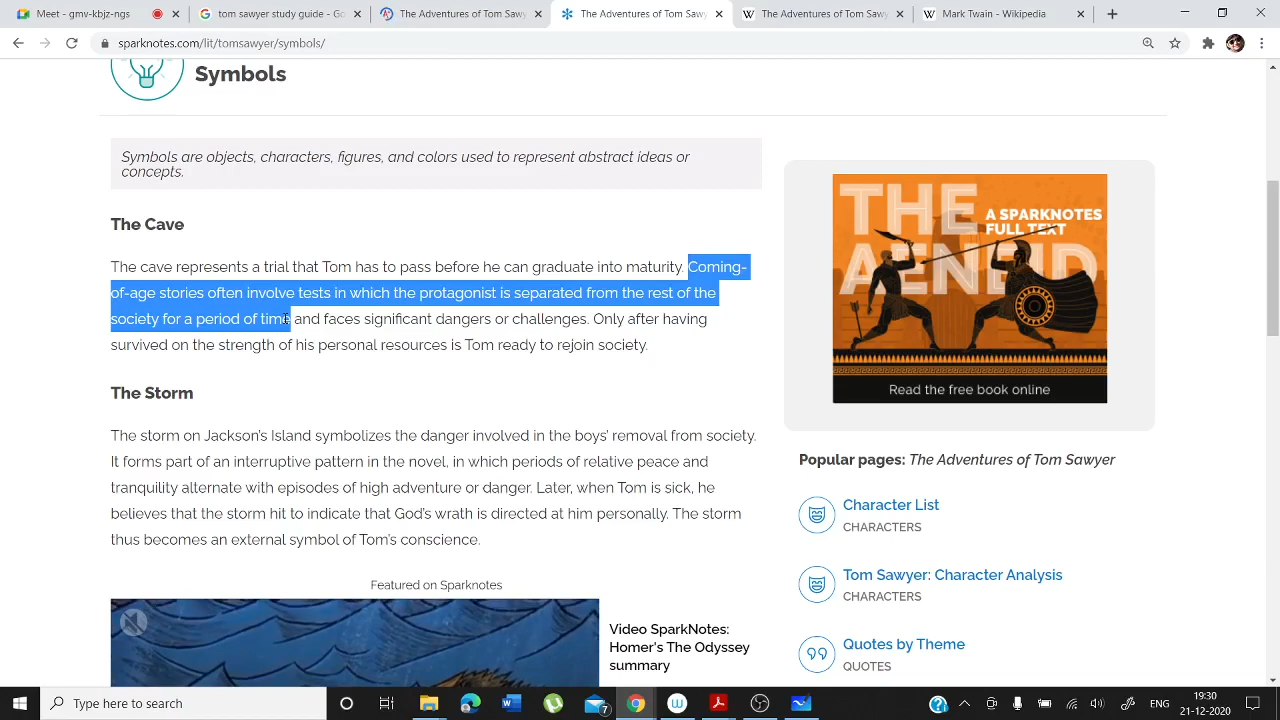 Meet - gmv-kbjz-
tom sawyer study guide - Go
The Adventures of Tom Sawy
The Adventures of Tom Saw
The Adventures of Tom Sawy
Mark Twain - Wikipedia
sparknotes.com/lit/tomsawyer/symbols/
Symbols
Symbols are objects, characters, figures, and colors used to represent abstract ideas or
concepts.
The Cave
The cave represents a trial that Tom has to pass before he can graduate into maturity. Coming-
of-age stories often involve tests in which the protagonist is separated from the rest of the
society for a period of time and faces significant dangers or challenges. Only after having
survived on the strength of his personal resources is Tom ready to rejoin society.
The Storm
The storm on Jackson's Island symbolizes the danger involved in the boys' removal from society.
It forms part of an interruptive pattern in the novel, in which periods of relative peace and
tranquility alternate with episodes of high adventure or danger. Later, when Tom is sick, he
believes that the storm hit to indicate that God's wrath is directed at him personally. The storm
thus becomes an external symbol of Tom's conscience.
Featured on Sparknotes
Video SparkNotes:
Homer's The Odyssey
summary
THE
AENEID
A SPARKNOTES
FULL TEXT
Read the free book online
Popular pages: The Adventures of Tom Sawyer
Character List
CHARACTERS
Tom Sawyer: Character Analysis
CHARACTERS
Quotes by Theme
QUOTES
Type here to search
7
ENG
19:30
21-12-2020